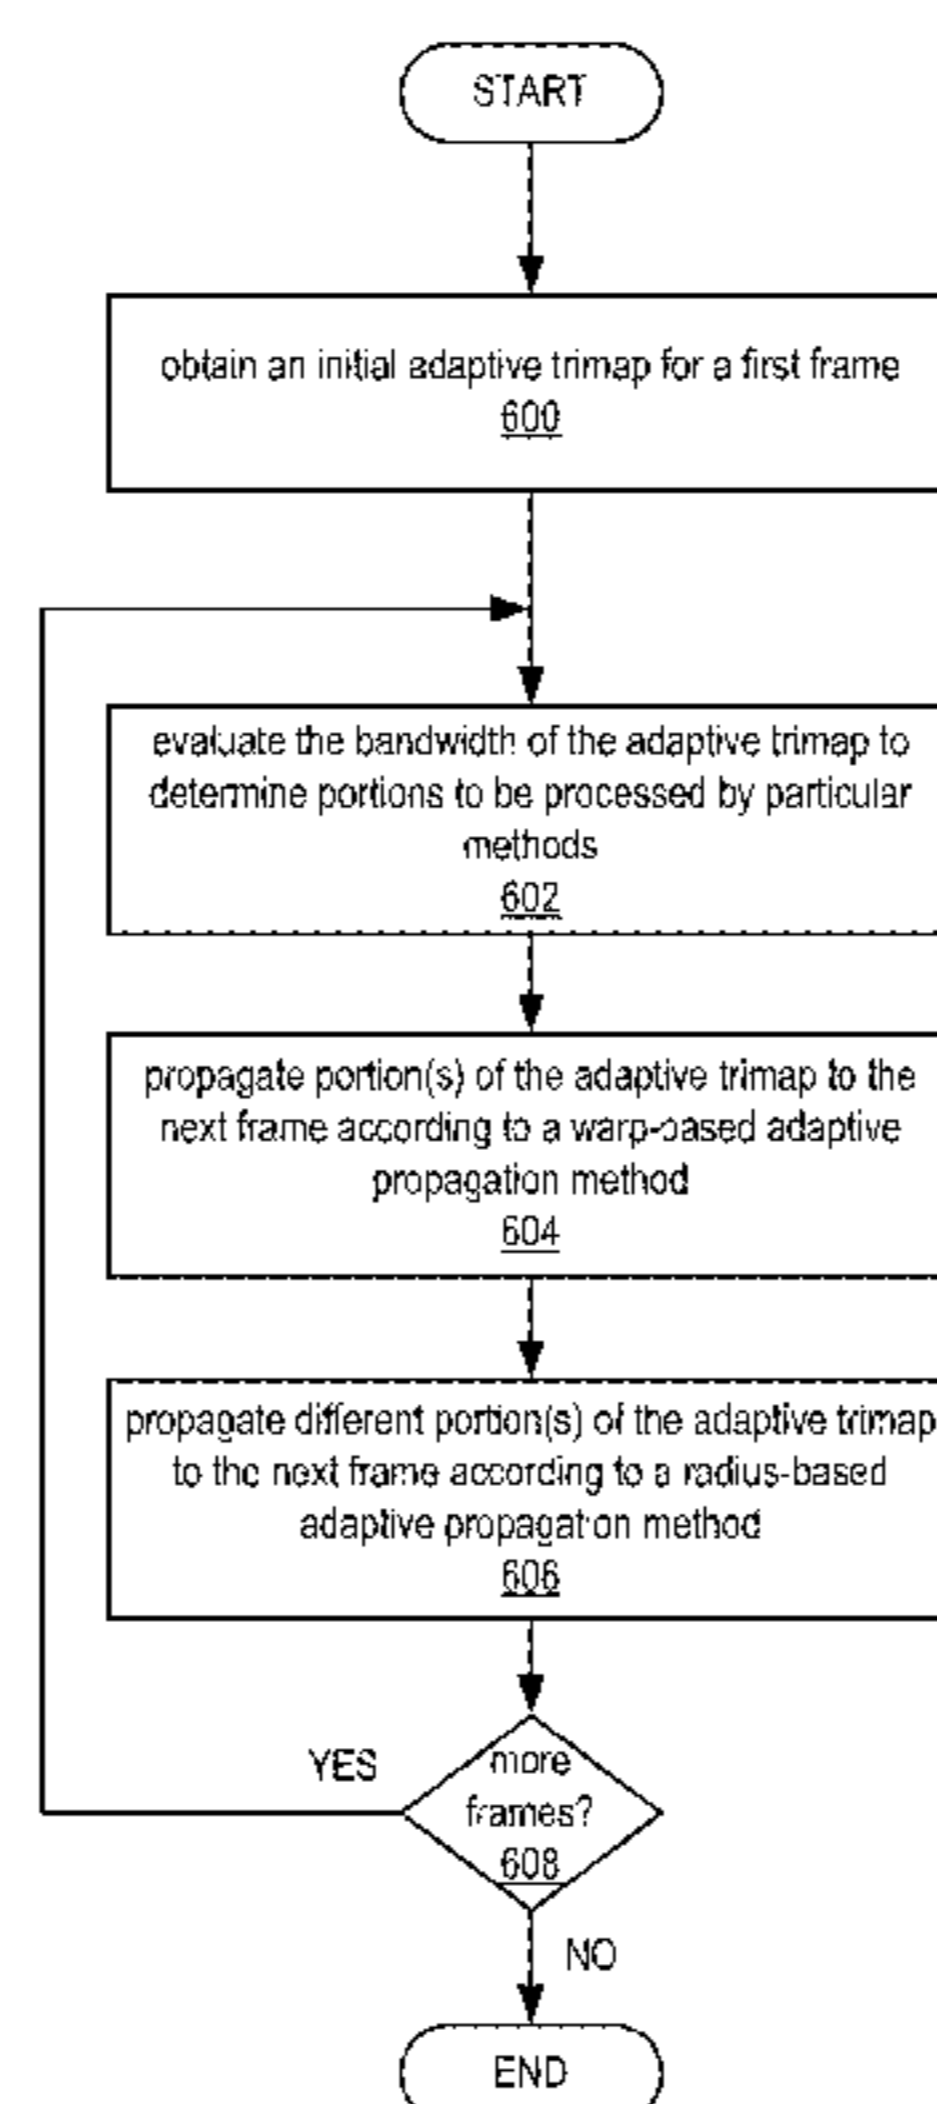 START
obtain an initial adaptive trimap for a first frame
600
evaluate the bandwidth of the adaptive trimap to
determine portions to be processed by particular
methods
602
propagate portion(s) of the adaptive trimap to the
next frame according to a warp-based adaptive
propagation method
604
propagate different portion(s) of the adaptive trimap
to the next frame according to a radius-based
adaptive propagation method
606
YES
more
frames?
608
NO
END